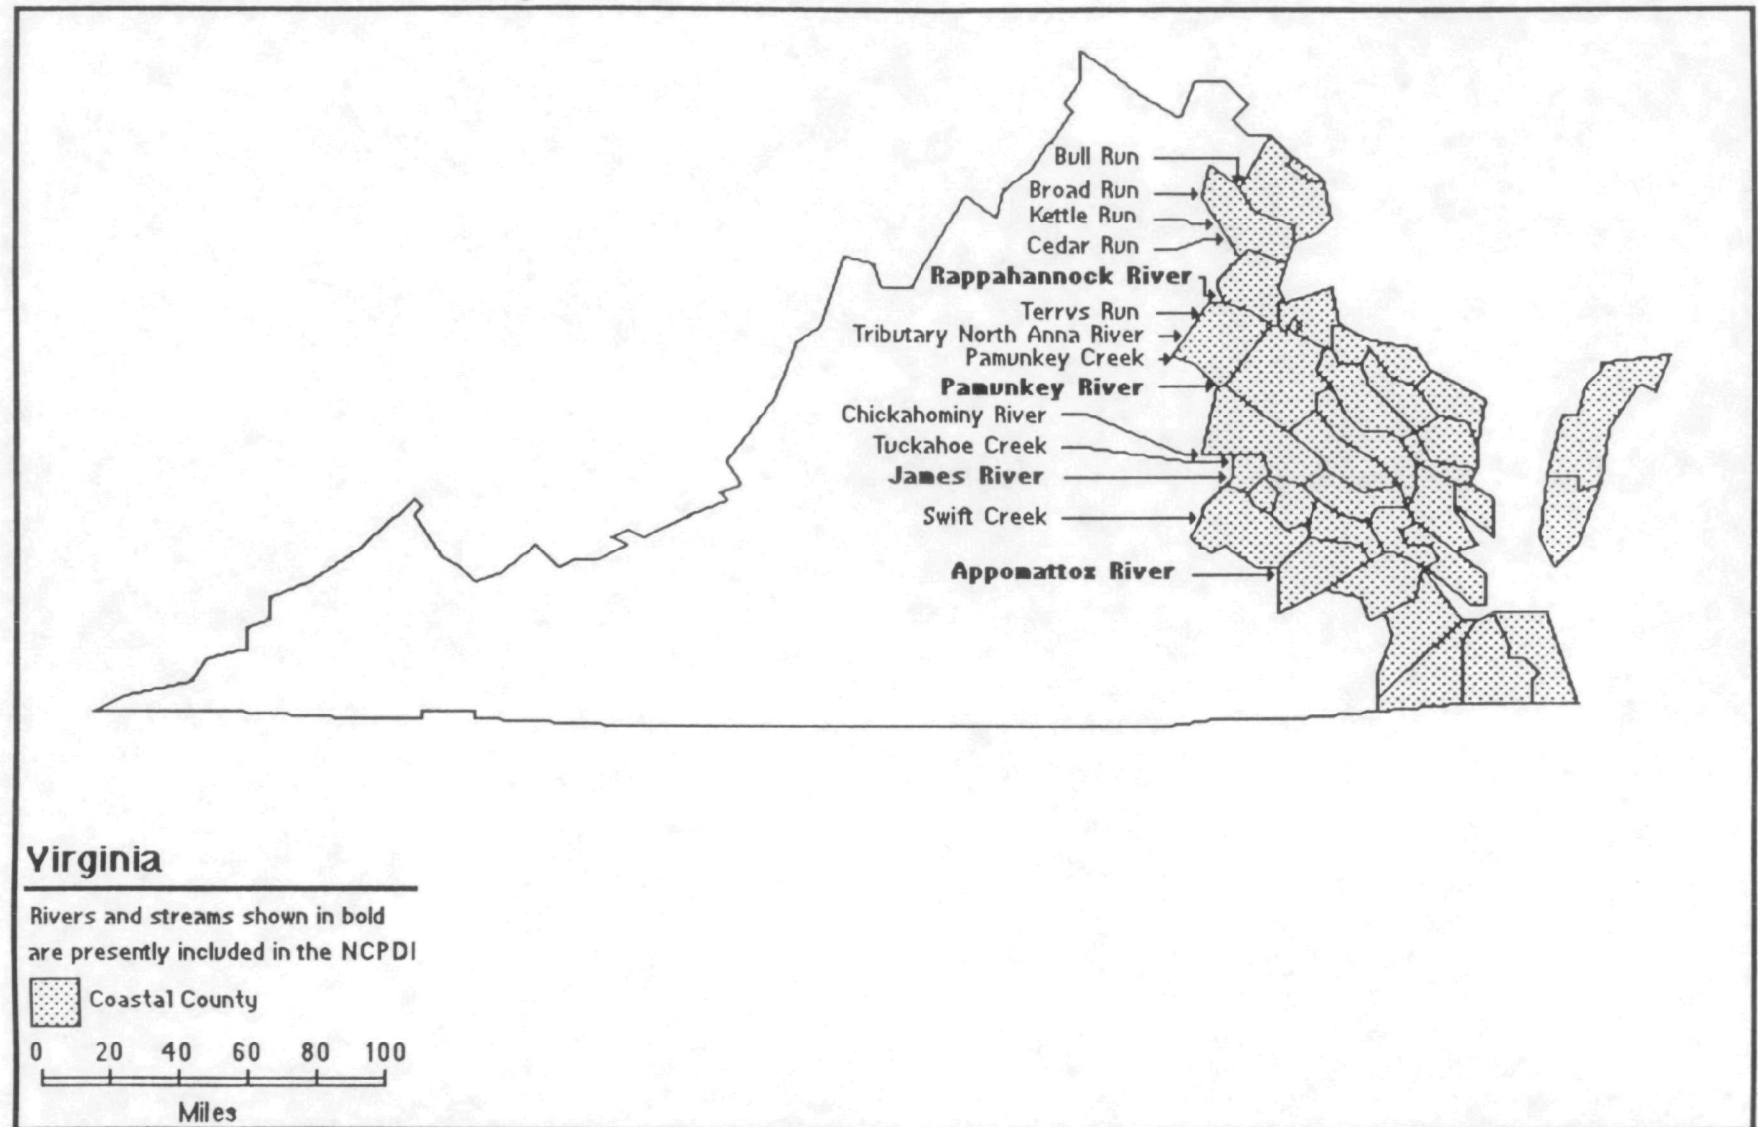 Bull Run
Broad Run
Kettle Run
Cedar Run
Rappahannock River
Terrys Run
Tributary North Anna River
Pamunkey Creek
Pamunkey River
Chickahominy River
Tuckahoe Creek
James River
Swift Creek
Appomattox River
Virginia
Rivers and streams shown in bold
are presently included in the NCPDI
Coastal County
0 20 40 60 80 100
Miles